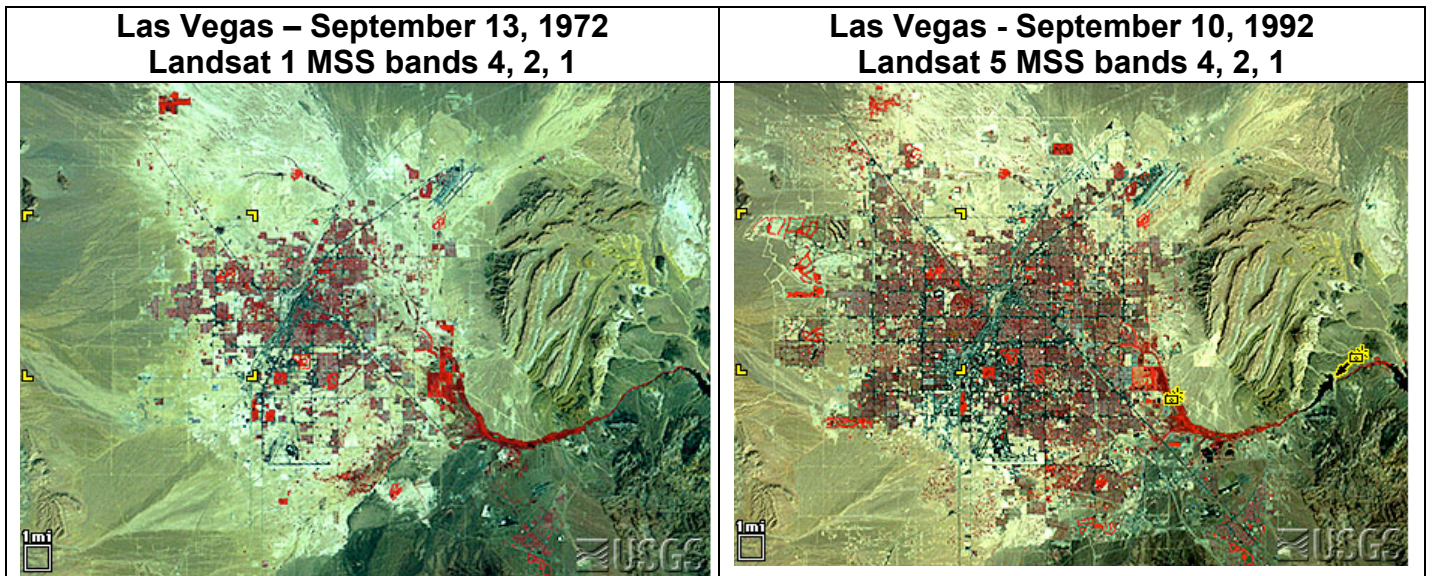 Las Vegas – September 13, 1972
Landsat 1 MSS bands 4, 2, 1
Las Vegas - September 10, 1992
Landsat 5 MSS bands 4, 2, 1
1mi
USGS
1mi
USGS